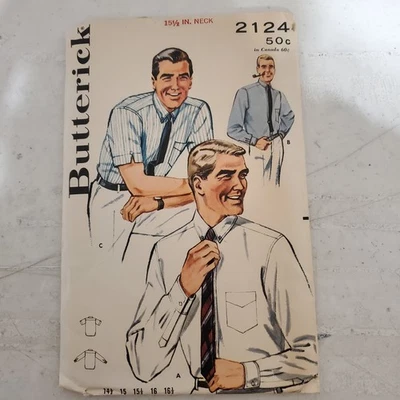 15½ IN. NECK
Butterick
2124
50c
in Canada 60c
B
C
A
14½ 15 15½ 16 16½